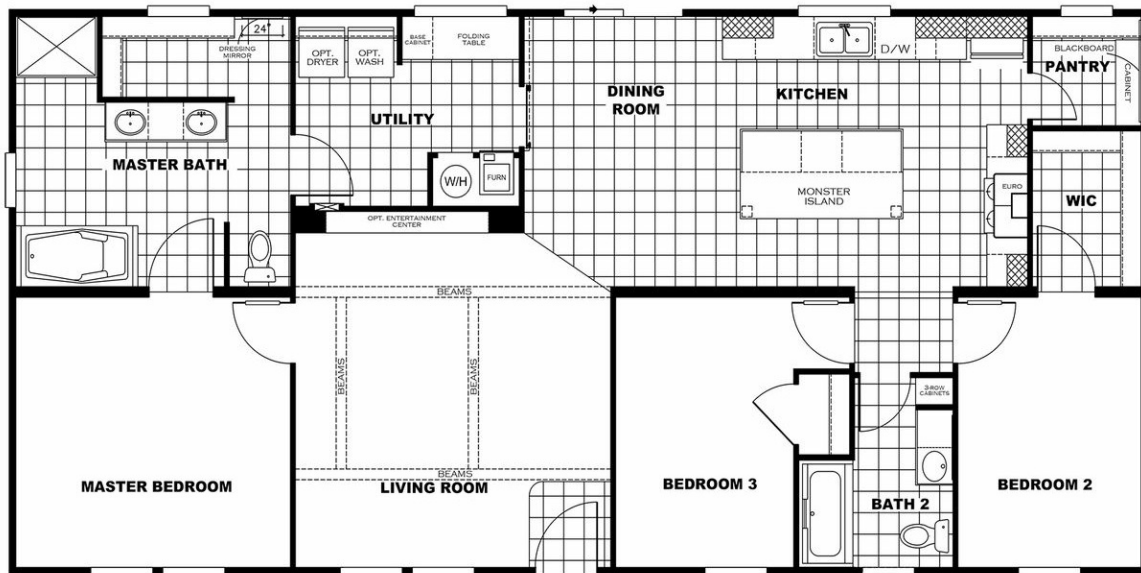 24"
DRESSING
MIRROR
OPT.
DRYER
OPT.
WASH
BASE
CABINET
FOLDING
TABLE
D/W
BLACKBOARD
PANTRY
CABINET
DINING
ROOM
KITCHEN
UTILITY
MASTER BATH
W/H
FURN
MONSTER
ISLAND
EURO
WIC
OPT. ENTERTAINMENT
CENTER
BEAMS
BEAMS
BEAMS
BEAMS
3-ROW
CABINETS
MASTER BEDROOM
LIVING ROOM
BEDROOM 3
BATH 2
BEDROOM 2